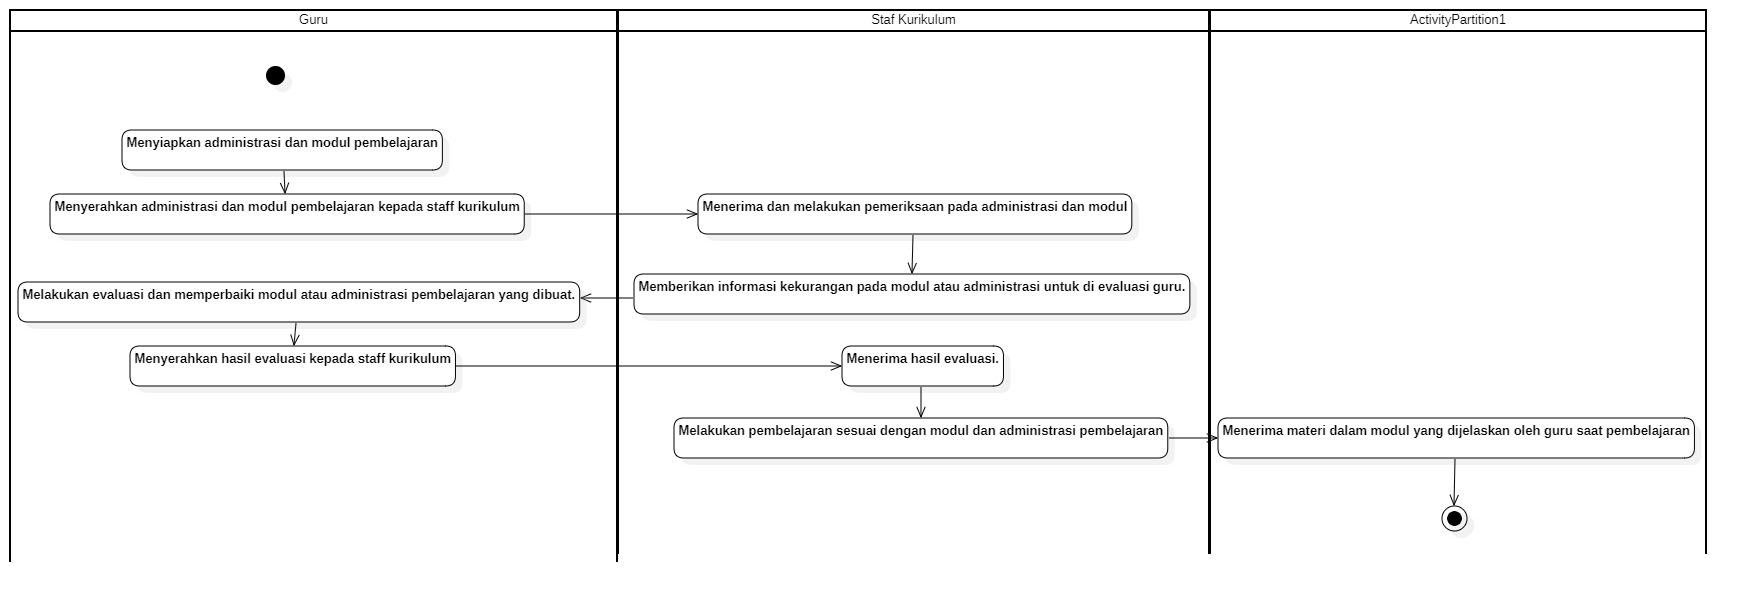 Guru
Staf Kurikulum
ActivityPartition1
Menyiapkan administrasi dan modul pembelajaran
Menyerahkan administrasi dan modul pembelajaran kepada staff kurikulum
Menerima dan melakukan pemeriksaan pada administrasi dan modul
Memberikan informasi kekurangan pada modul atau administrasi untuk di evaluasi guru.
Melakukan evaluasi dan memperbaiki modul atau administrasi pembelajaran yang dibuat.
Menyerahkan hasil evaluasi kepada staff kurikulum
Menerima hasil evaluasi.
Melakukan pembelajaran sesuai dengan modul dan administrasi pembelajaran
Menerima materi dalam modul yang dijelaskan oleh guru saat pembelajaran